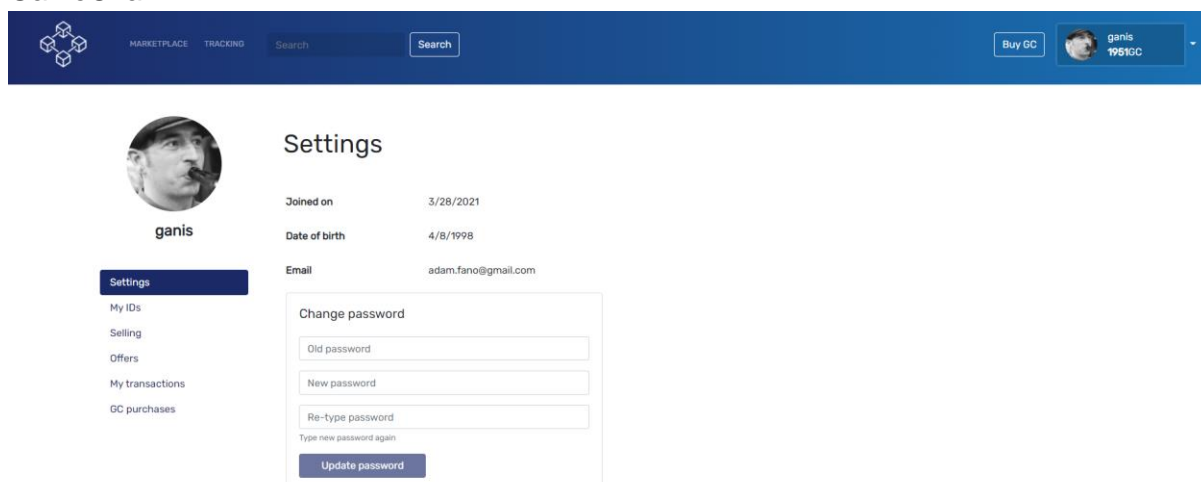 MARKETPLACE TRACKING Search Search Buy GC ganis
1951GC
Settings
Joined on 3/28/2021
ganis
Date of birth 4/8/1998
Email adam.fano@gmail.com
Settings
My IDs
Change password
Selling
Old password
Offers
My transactions
New password
GC purchases
Re-type password
Type new password again
Update password